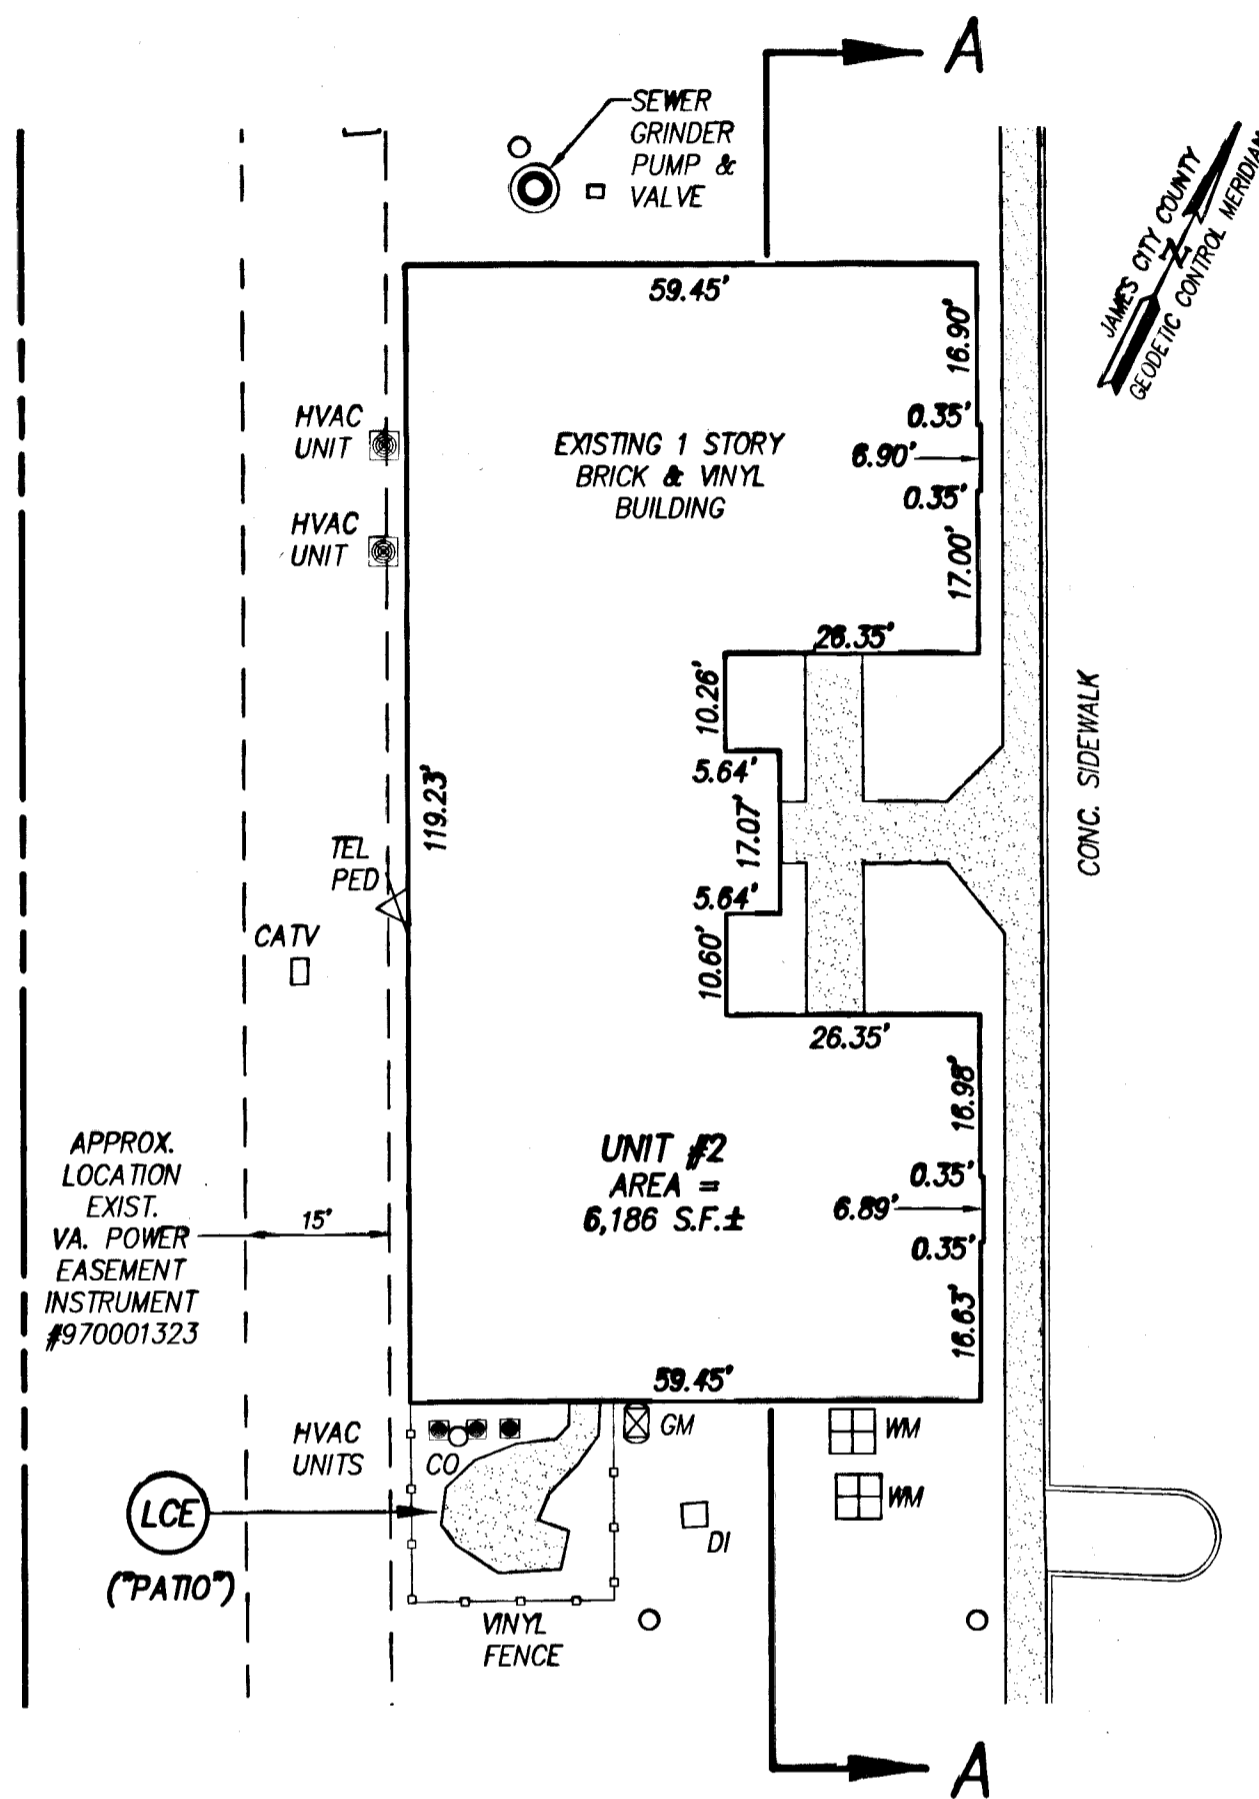 A
SEWER
GRINDER
PUMP &
VALVE
JAMES CITY COUNTY
N
GEODETIC CONTROL MERIDIAN
59.45'
16.90'
HVAC
UNIT
EXISTING 1 STORY
BRICK & VINYL
BUILDING
0.35'
6.90'
0.35'
HVAC
UNIT
17.00'
26.35'
10.26'
5.64'
CONC. SIDEWALK
119.23'
17.07'
TEL
PED
5.64'
CATV
10.60'
26.35'
16.98'
APPROX.
LOCATION
EXIST.
VA. POWER
EASEMENT
INSTRUMENT
#970001323
15'
UNIT #2
AREA =
6,186 S.F.±
0.35'
6.89'
0.35'
16.63'
59.45'
HVAC
UNITS
CO
GM
WM
WM
LCE
("PATIO")
DI
VINYL
FENCE
A